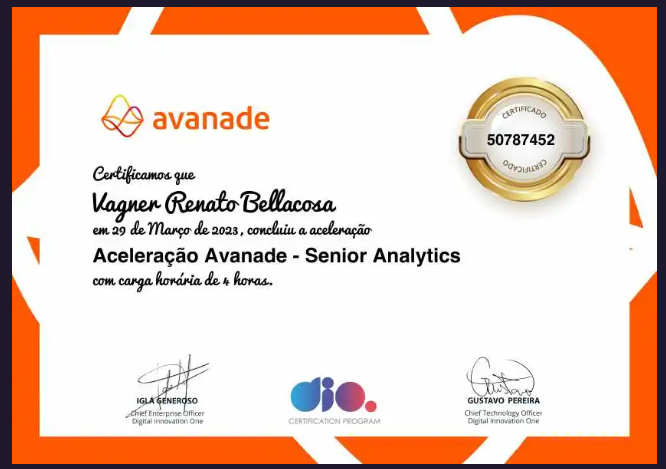 avanade
CERTIFICADO
50787452
CERTIFICADO
Certificamos que
Vagner Renato Bellacosa
em 29 de Março de 2023, concluiu a aceleração
Aceleração Avanade - Senior Analytics
com carga horária de 4 horas.
IGLÁ GENEROSO
Chief Enterprise Officer
Digital Innovation One
dio.
CERTIFICATION PROGRAM
GUSTAVO PEREIRA
Chief Technology Officer
Digital Innovation One